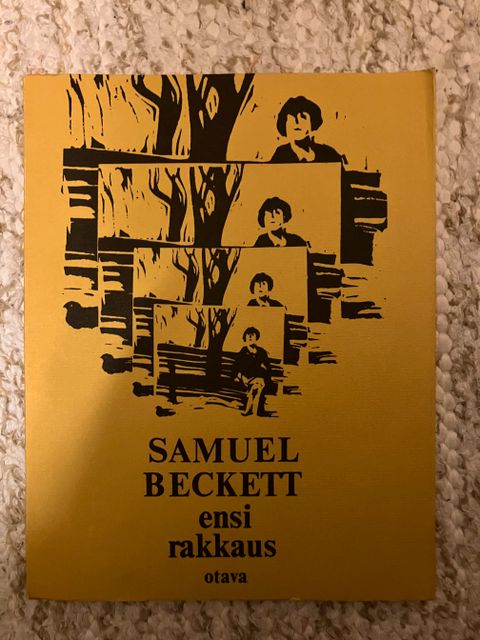 SAMUEL
BECKETT
ensi
rakkaus
otava